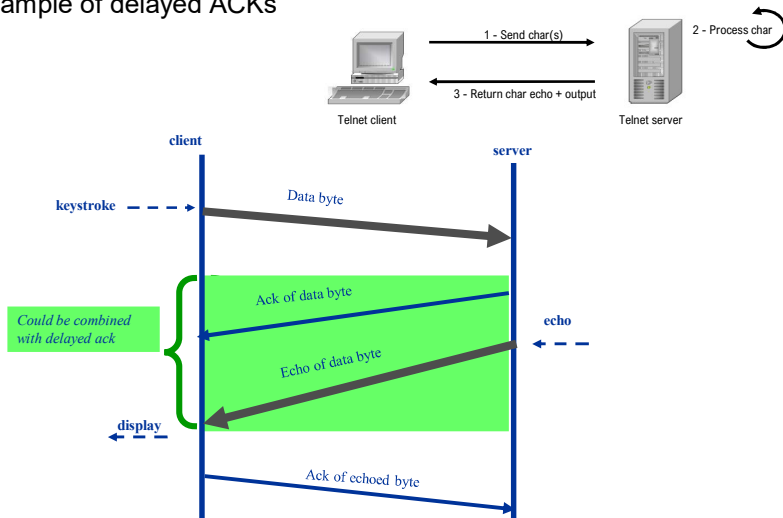 ample of delayed ACKs
1 - Send char(s)
2 - Process char
3 - Return char echo + output
Telnet client
Telnet server
client
server
keystroke
Data byte
Ack of data byte
Could be combined
with delayed ack
echo
Echo of data byte
display
Ack of echoed byte